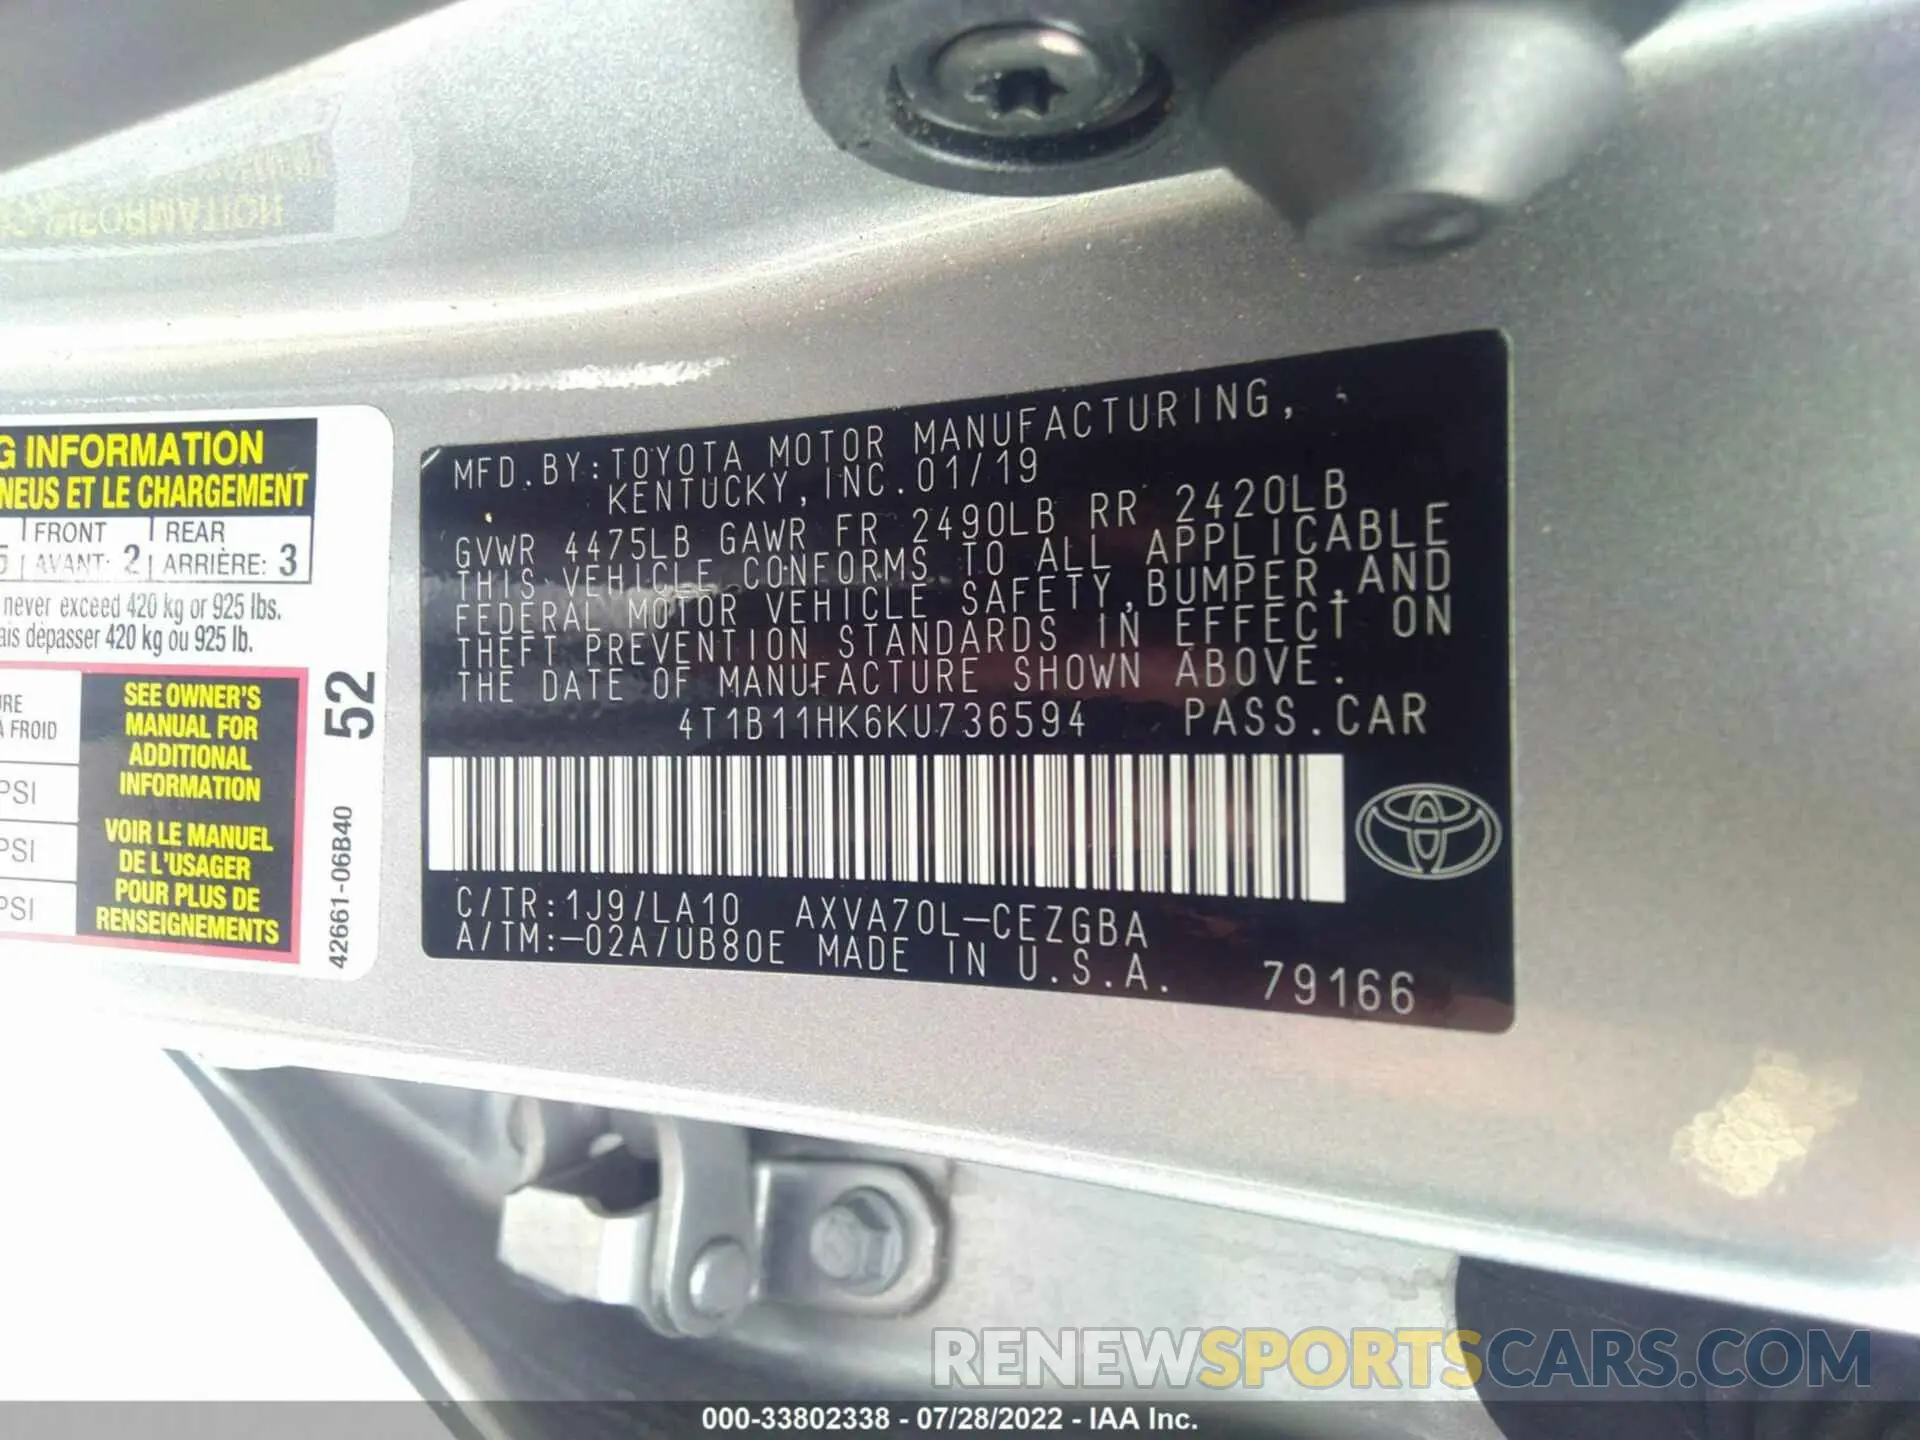 INFORMATION
G INFORMATION
NEUS ET LE CHARGEMENT
FRONT REAR
5 AVANT: 2 ARRIÈRE: 3
never exceed 420 kg or 925 lbs.
ais dépasser 420 kg ou 925 lb.
URE
À FROID
PSI
PSI
PSI
SEE OWNER'S
MANUAL FOR
ADDITIONAL
INFORMATION
VOIR LE MANUEL
DE L'USAGER
POUR PLUS DE
RENSEIGNEMENTS
52
42661-06B40
MFD.BY:TOYOTA MOTOR MANUFACTURING,
KENTUCKY,INC.01/19
GVWR 4475LB GAWR FR 2490LB RR 2420LB
THIS VEHICLE CONFORMS TO ALL APPLICABLE
FEDERAL MOTOR VEHICLE SAFETY,BUMPER,AND
THEFT PREVENTION STANDARDS IN EFFECT ON
THE DATE OF MANUFACTURE SHOWN ABOVE.
4T1B11HK6KU736594 PASS.CAR
C/TR:1J9/LA10 AXVA70L-CEZGBA
A/TM:-02A/UB80E MADE IN U.S.A. 79166
RENEWSPORTSCARS.COM
000-33802338 - 07/28/2022 - IAA Inc.